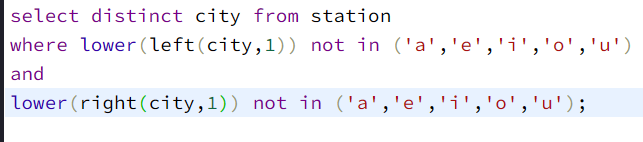 select distinct city from station
where lower(left(city,1)) not in ('a','e','i','o','u')
and
lower(right(city,1)) not in ('a','e','i','o','u');